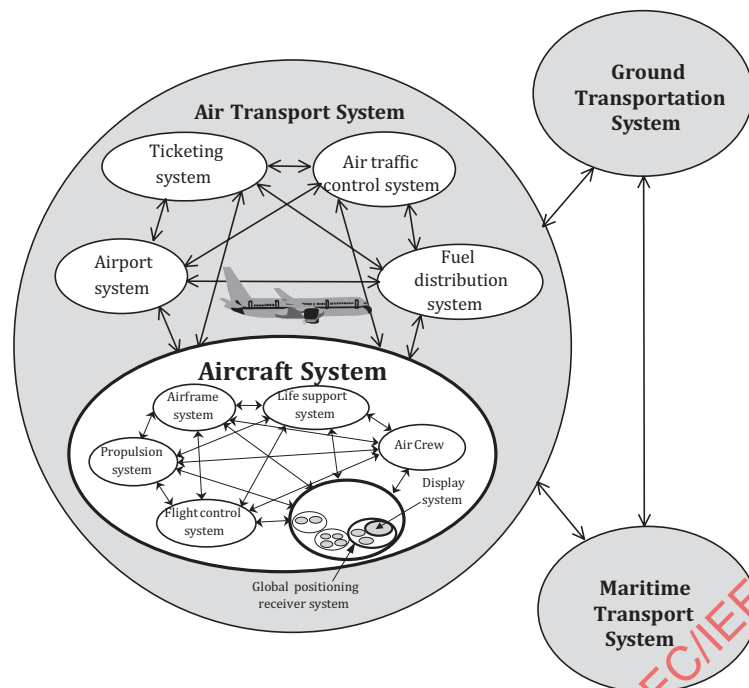 Ground
Transportation
System
Air Transport System
Ticketing
system
Air traffic
control system
Airport
system
Fuel
distribution
system
Aircraft System
Airframe
system
Life support
system
Propulsion
system
Air Crew
Display
system
Flight control
system
Global positioning
receiver system
Maritime
Transport
System
EC/IEE